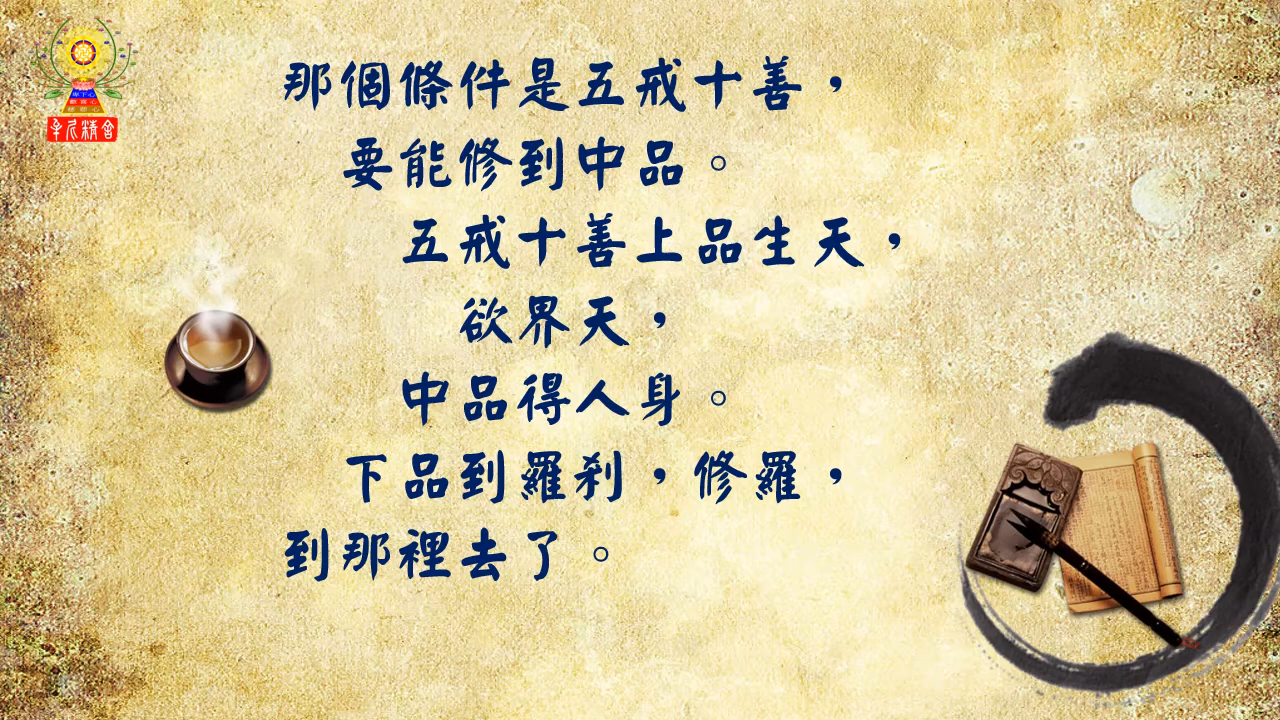 那個條件是五戒十善，
要能修到中品。
五戒十善上品生天，
欲界天，
中品得人身。
下品到羅剎，修羅，
到那裡去了。